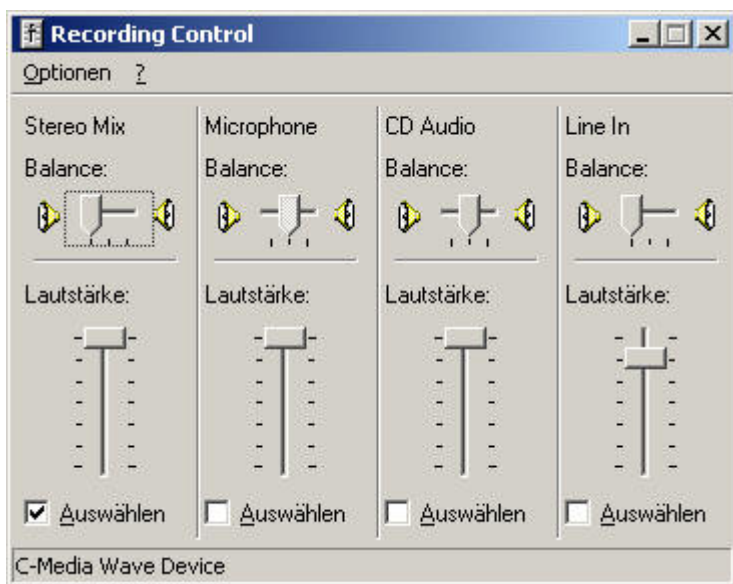 Recording Control
Optionen ?
Stereo Mix Microphone CD Audio Line In
Balance: Balance: Balance: Balance:
Lautstärke: Lautstärke: Lautstärke: Lautstärke:
Auswählen Auswählen Auswählen Auswählen
C-Media Wave Device